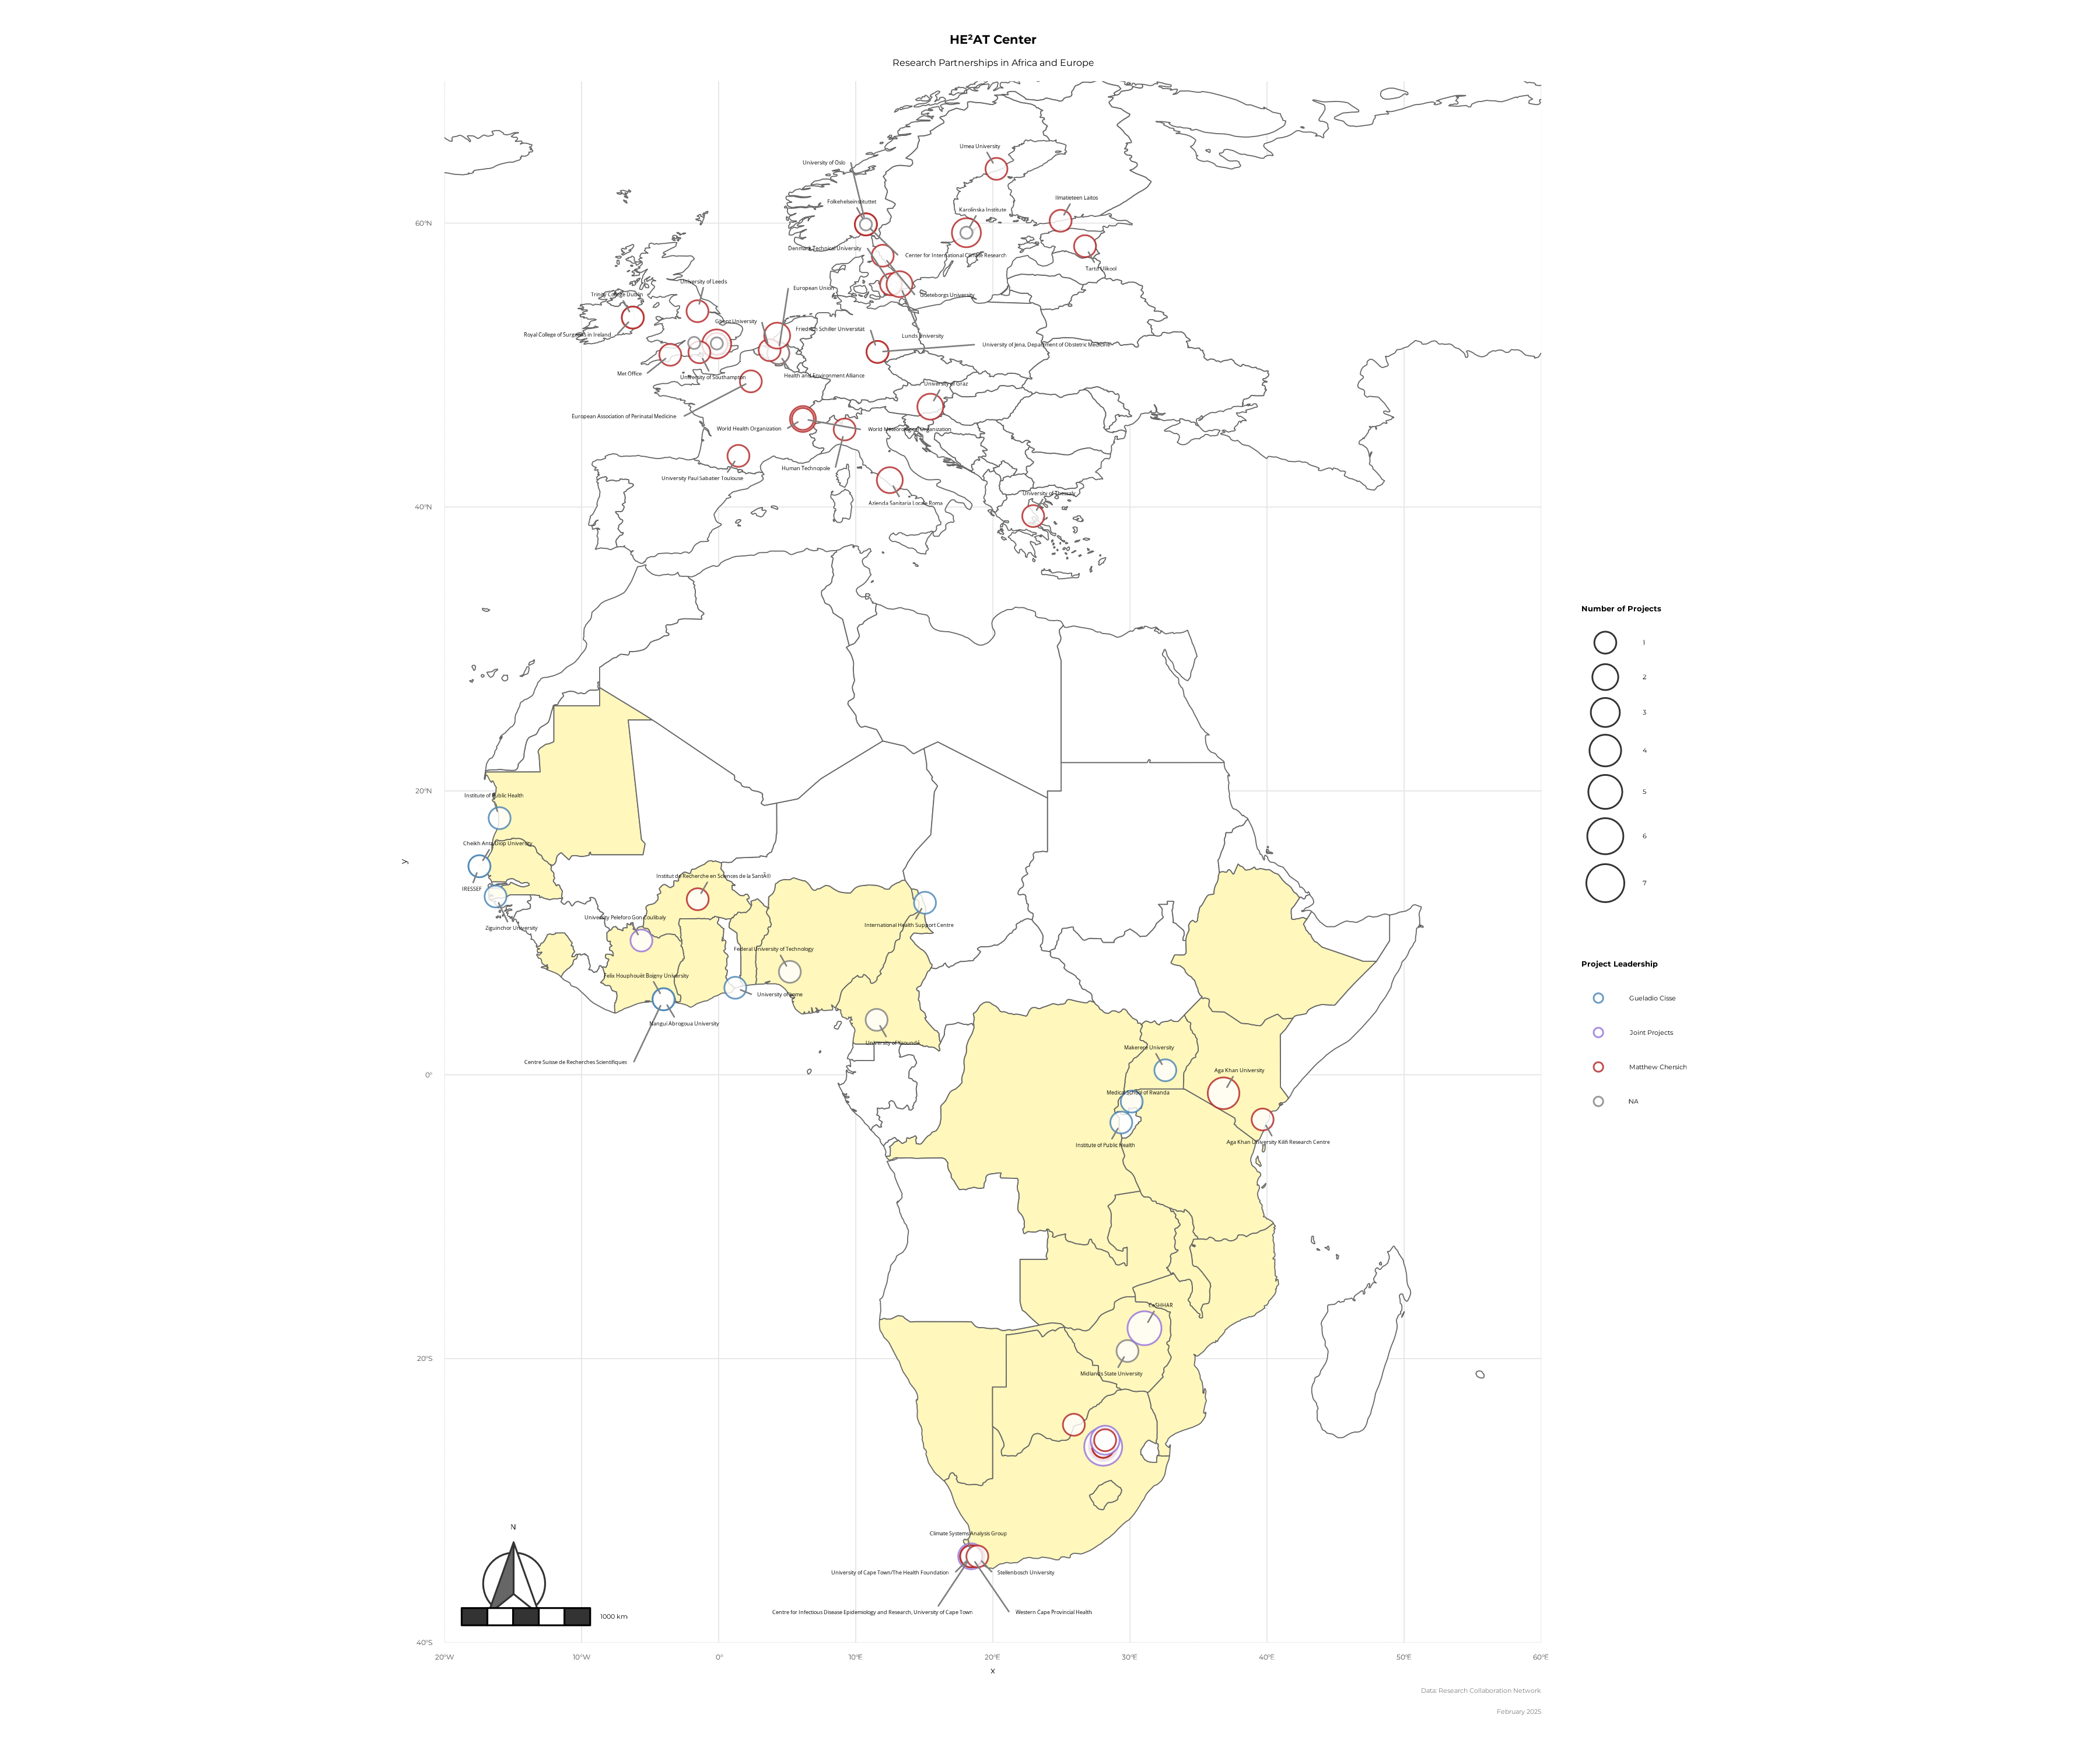 HE²AT Center
Research Partnerships in Africa and Europe
Umea University
University of Oslo
Ilmatieteen Laitos
Folkehelseinstituttet
Karolinska Institute
Denmark Technical University
Center for International Climate Research
Tartu Ulikool
University of Leeds
European Union
Trinity College Dublin
Goeteborgs University
Ghent University
Friedrich Schiller Universität
Royal College of Surgeons in Ireland
Lunds University
University of Jena, Department of Obstetric Medicine
Met Office
University of Southampton
Health and Environment Alliance
University of Graz
European Association of Perinatal Medicine
World Health Organization
World Meteorological Organization
Human Technopole
University Paul Sabatier Toulouse
University of Thessaly
Azienda Sanitaria Locale Roma
Institute of Public Health
Cheikh Anta Diop University
IRESSEF
Institut de Recherche en Sciences de la SantÃ©
University Peleforo Gon Coulibaly
Ziguinchor University
International Health Support Centre
Federal University of Technology
Felix Houphouët Boigny University
University of Lome
Nangui Abrogoua University
University of Yaoundé
Centre Suisse de Recherches Scientifiques
Makerere University
Aga Khan University
Medical School of Rwanda
Institute of Public Health
Aga Khan University Kilifi Research Centre
CeSHHAR
Midlands State University
Climate Systems Analysis Group
University of Cape Town/The Health Foundation
Stellenbosch University
Centre for Infectious Disease Epidemiology and Research, University of Cape Town
Western Cape Provincial Health
60°N
40°N
20°N
0°
20°S
40°S
y
20°W
10°W
0°
10°E
20°E
30°E
40°E
50°E
60°E
x
N
1000 km
Number of Projects
1
2
3
4
5
6
7
Project Leadership
Gueladio Cisse
Joint Projects
Matthew Chersich
NA
Data: Research Collaboration Network
February 2025